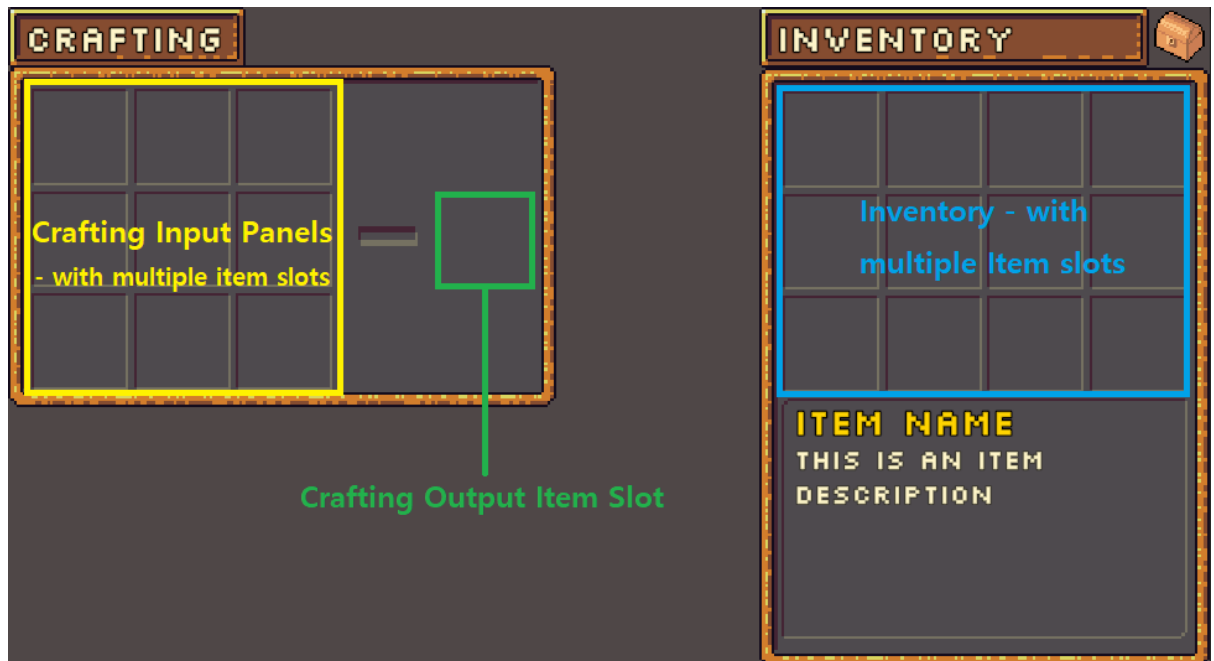 CRAFTING
INVENTORY
Crafting Input Panels
- with multiple item slots
Inventory - with
multiple Item slots
ITEM NAME
THIS IS AN ITEM
DESCRIPTION
Crafting Output Item Slot